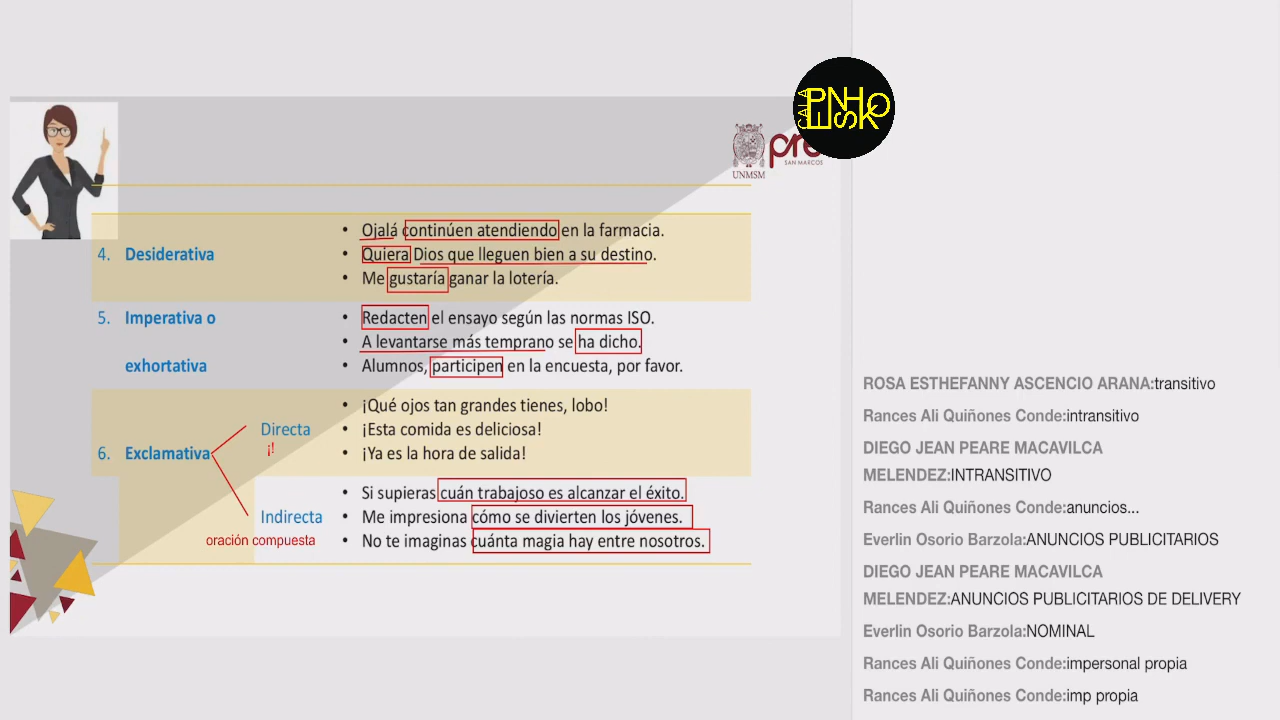 CALA
PENHSKO
UNMSM
pre
SAN MARCOS
4. Desiderativa
• Ojalá continúen atendiendo en la farmacia.
• Quiera Dios que lleguen bien a su destino.
• Me gustaría ganar la lotería.
5. Imperativa o
exhortativa
• Redacten el ensayo según las normas ISO.
• A levantarse más temprano se ha dicho.
• Alumnos, participen en la encuesta, por favor.
6. Exclamativa
Directa
¡!
• ¡Qué ojos tan grandes tienes, lobo!
• ¡Esta comida es deliciosa!
• ¡Ya es la hora de salida!
Indirecta
oración compuesta
• Si supieras cuán trabajoso es alcanzar el éxito.
• Me impresiona cómo se divierten los jóvenes.
• No te imaginas cuánta magia hay entre nosotros.
ROSA ESTHEFANNY ASCENCIO ARANA:transitivo
Rances Ali Quiñones Conde:intransitivo
DIEGO JEAN PEARE MACAVILCA
MELENDEZ:INTRANSITIVO
Rances Ali Quiñones Conde:anuncios...
Everlin Osorio Barzola:ANUNCIOS PUBLICITARIOS
DIEGO JEAN PEARE MACAVILCA
MELENDEZ:ANUNCIOS PUBLICITARIOS DE DELIVERY
Everlin Osorio Barzola:NOMINAL
Rances Ali Quiñones Conde:impersonal propia
Rances Ali Quiñones Conde:imp propia